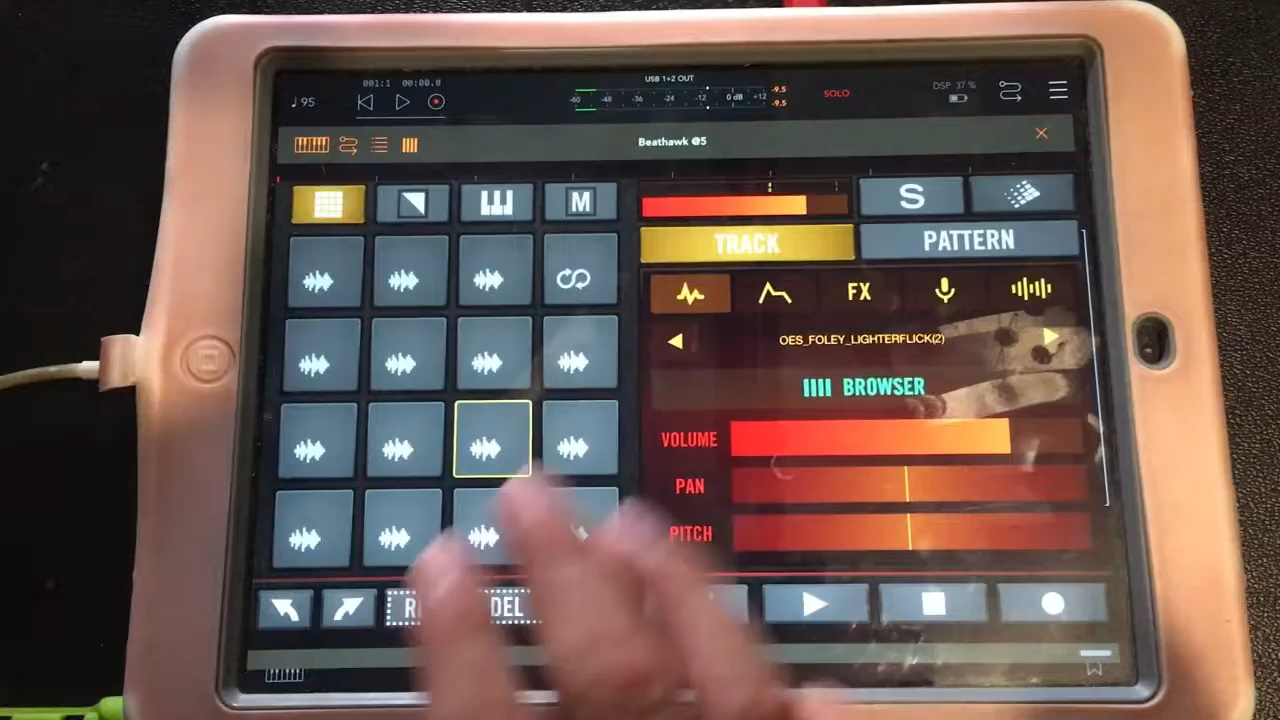 USB 1+2 OUT
001:1 00:00.0
DSP 37 %
♩95
-60 -48 -36 -24 -12 0 dB +12
-9.5
-9.5
SOLO
Beathawk @5
M
S
TRACK PATTERN
FX
OES_FOLEY_LIGHTERFLICK(2)
BROWSER
VOLUME
PAN
PITCH
DEL